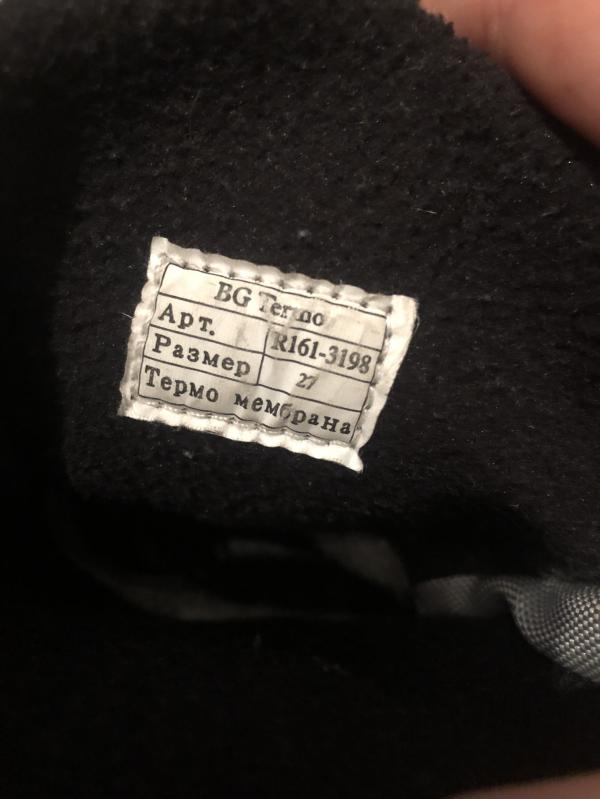 BG Termo
Арт. R161-3198
Размер 27
Термо мембрана